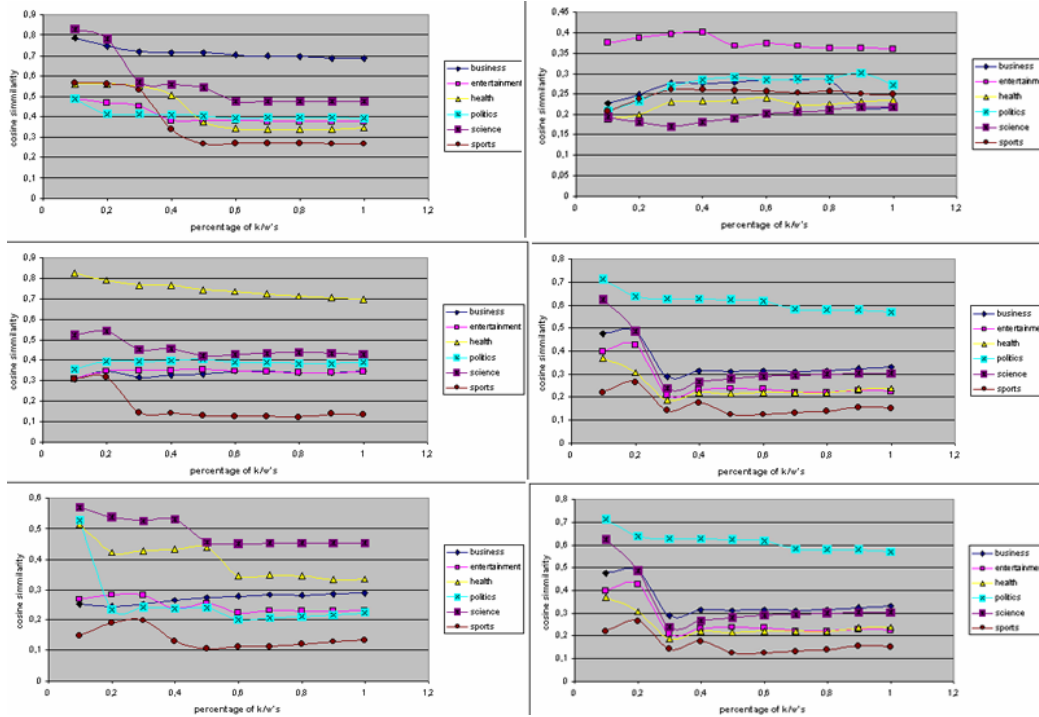 0,9
0,8
0,7
0,6
0,5
0,4
0,3
0,2
0,1
0
cosine simmilarity
0 0,2 0,4 0,6 0,8 1 1,2
percentage of k/w's
business
entertainment
health
politics
science
sports
0,45
0,4
0,35
0,3
0,25
0,2
0,15
0,1
0,05
0
cosine simmilarity
0 0,2 0,4 0,6 0,8 1 1,2
percentage of k/w's
business
entertainment
health
politics
science
sports
0,9
0,8
0,7
0,6
0,5
0,4
0,3
0,2
0,1
0
cosine simmilarity
0 0,2 0,4 0,6 0,8 1 1,2
percentage of k/w's
business
entertainment
health
politics
science
sports
0,8
0,7
0,6
0,5
0,4
0,3
0,2
0,1
0
cosine simmilarity
0 0,2 0,4 0,6 0,8 1 1,2
percentage of k/w's
business
entertainment
health
politics
science
sports
0,6
0,5
0,4
0,3
0,2
0,1
0
cosine simmilarity
0 0,2 0,4 0,6 0,8 1 1,2
percentage of k/w's
business
entertainment
health
politics
science
sports
0,8
0,7
0,6
0,5
0,4
0,3
0,2
0,1
0
cosine simmilarity
0 0,2 0,4 0,6 0,8 1 1,2
percentage of k/w's
business
entertainment
health
politics
science
sports